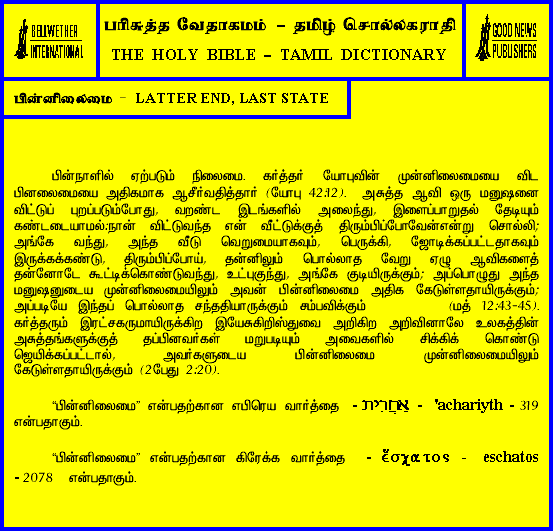 BELLWETHER
INTERNATIONAL
பரிசுத்த வேதாகமம் – தமிழ் சொல்லகராதி
THE HOLY BIBLE – TAMIL DICTIONARY
GOOD NEWS
PUBLISHERS
பின்னிலைமை – LATTER END, LAST STATE
பின்நாளில் ஏற்படும் நிலைமை. கர்த்தர் யோபுவின் முன்னிலைமையை விட
பினலைமையை அதிகமாக ஆசீர்வதித்தார் (யோபு 42:12). அசுத்த ஆவி ஒரு மனுஷனை
விட்டுப் புறப்படும்போது, வறண்ட இடங்களில் அலைந்து, இளைப்பாறுதல் தேடியும்
கண்டடையாமல்:நான் விட்டுவந்த என் வீட்டுக்குத் திரும்பிப்போவேன்என்று சொல்லி;
அங்கே வந்து, அந்த வீடு வெறுமையாகவும், பெருக்கி, ஜோடிக்கப்பட்டதாகவும்
இருக்கக்கண்டு, திரும்பிப்போய், தன்னிலும் பொல்லாத வேறு ஏழு ஆவிகளைத்
தன்னோடே கூட்டிக்கொண்டுவந்து, உட்புகுந்து, அங்கே குடியிருக்கும்; அப்பொழுது அந்த
மனுஷனுடைய முன்னிலைமையிலும் அவன் பின்னிலைமை அதிக கேடுள்ளதாயிருக்கும்;
அப்படியே இந்தப் பொல்லாத சந்ததியாருக்கும் சம்பவிக்கும் (மத் 12:43-45).
கர்த்தரும் இரட்சகருமாயிருக்கிற இயேசுகிறிஸ்துவை அறிகிற அறிவினாலே உலகத்தின்
அசுத்தங்களுக்குத் தப்பினவர்கள் மறுபடியும் அவைகளில் சிக்கிக் கொண்டு
ஜெயிக்கப்பட்டால், அவர்களுடைய பின்னிலைமை முன்னிலைமையிலும்
கேடுள்ளதாயிருக்கும் (2பேது 2:20).
“பின்னிலைமை” என்பதற்கான எபிரெய வார்த்தை - אַחֲרִית - 'achariyth - 319
என்பதாகும்.
“பின்னிலைமை” என்பதற்கான கிரேக்க வார்த்தை - ἔσχατος - eschatos
- 2078 என்பதாகும்.